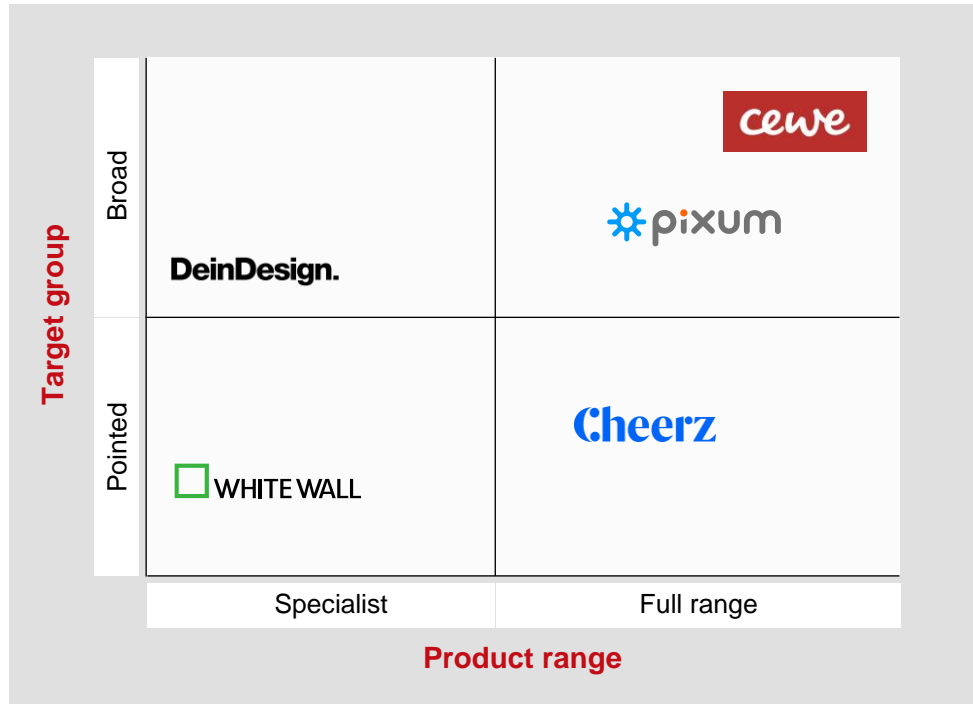 cewe
Broad
pixum
DeinDesign.
Target group
Cheerz
Pointed
WHITE WALL
Specialist
Full range
Product range